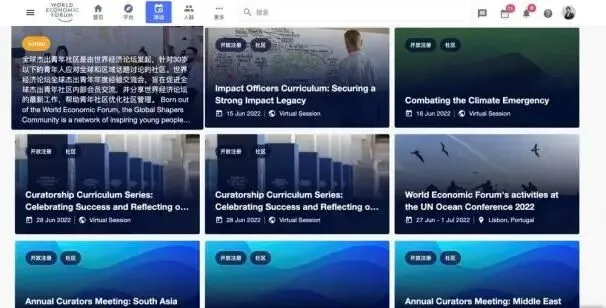 WORLD
ECONOMIC
FORUM
首页
平台
活动
人脉
更多
搜索
全球杰出青年社区是由世界经济论坛发起、针对30岁
以下的青年人应对全球和区域话题讨论的社区。世界
经济论坛全球杰出青年年度经验交流会，旨在促进全
球杰出青年社区内部会员交流，并分享世界经济论坛
的最新工作，帮助青年社区优化社区管理。 Born out
of the World Economic Forum, the Global Shapers
Community is a network of inspiring young people...
开放注册 社区
Impact Officers Curriculum: Securing a
Strong Impact Legacy
15 Jun 2022 | Virtual Session
开放注册 社区
Combating the Climate Emergency
16 Jun 2022 | Virtual Session
开放注册 社区
Curatorship Curriculum Series:
Celebrating Success and Reflecting o...
28 Jun 2022 | Virtual Session
开放注册 社区
Curatorship Curriculum Series:
Celebrating Success and Reflecting o...
28 Jun 2022 | Virtual Session
World Economic Forum's activities at
the UN Ocean Conference 2022
27 Jun - 1 Jul 2022 | Lisbon, Portugal
开放注册 社区
Annual Curators Meeting: South Asia
开放注册 社区
开放注册 社区
Annual Curators Meeting: Middle East